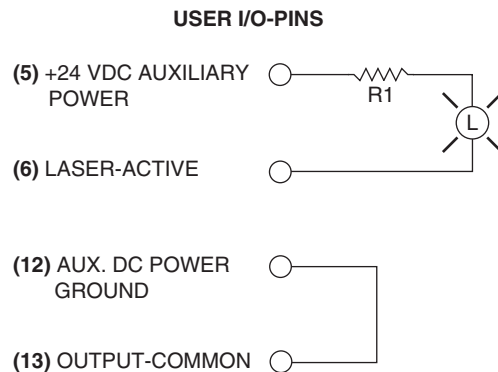 USER I/O-PINS
(5) +24 VDC AUXILIARY
POWER
R1
L
(6) LASER-ACTIVE
(12) AUX. DC POWER
GROUND
(13) OUTPUT-COMMON